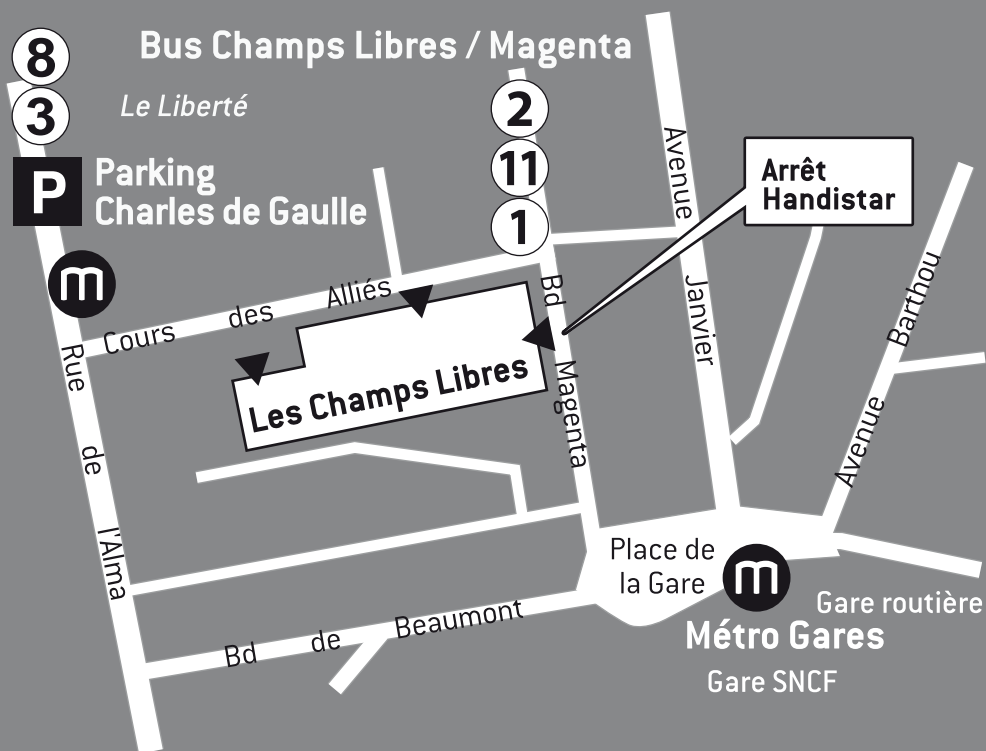 8
Bus Champs Libres / Magenta
3
Le Liberté
2
P
Parking
Charles de Gaulle
11
1
Arrêt
Handistar
m
Cours des Alliés
Bd Magenta
Avenue Janvier
Avenue Barthou
Rue de l'Alma
Les Champs Libres
Place de
la Gare
m
Bd de Beaumont
Gare routière
Métro Gares
Gare SNCF